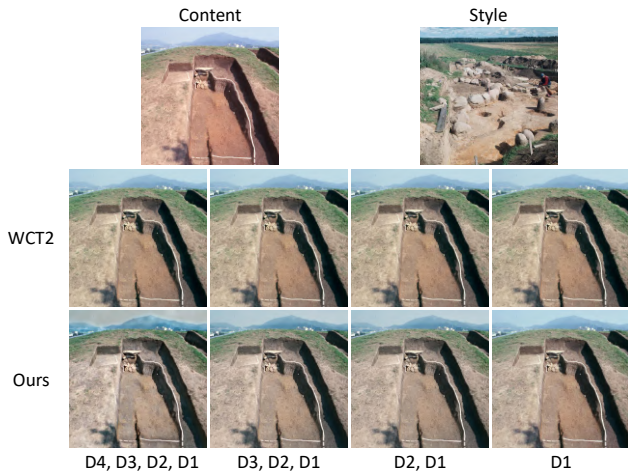 Content Style
WCT2
Ours
D4, D3, D2, D1 D3, D2, D1 D2, D1 D1